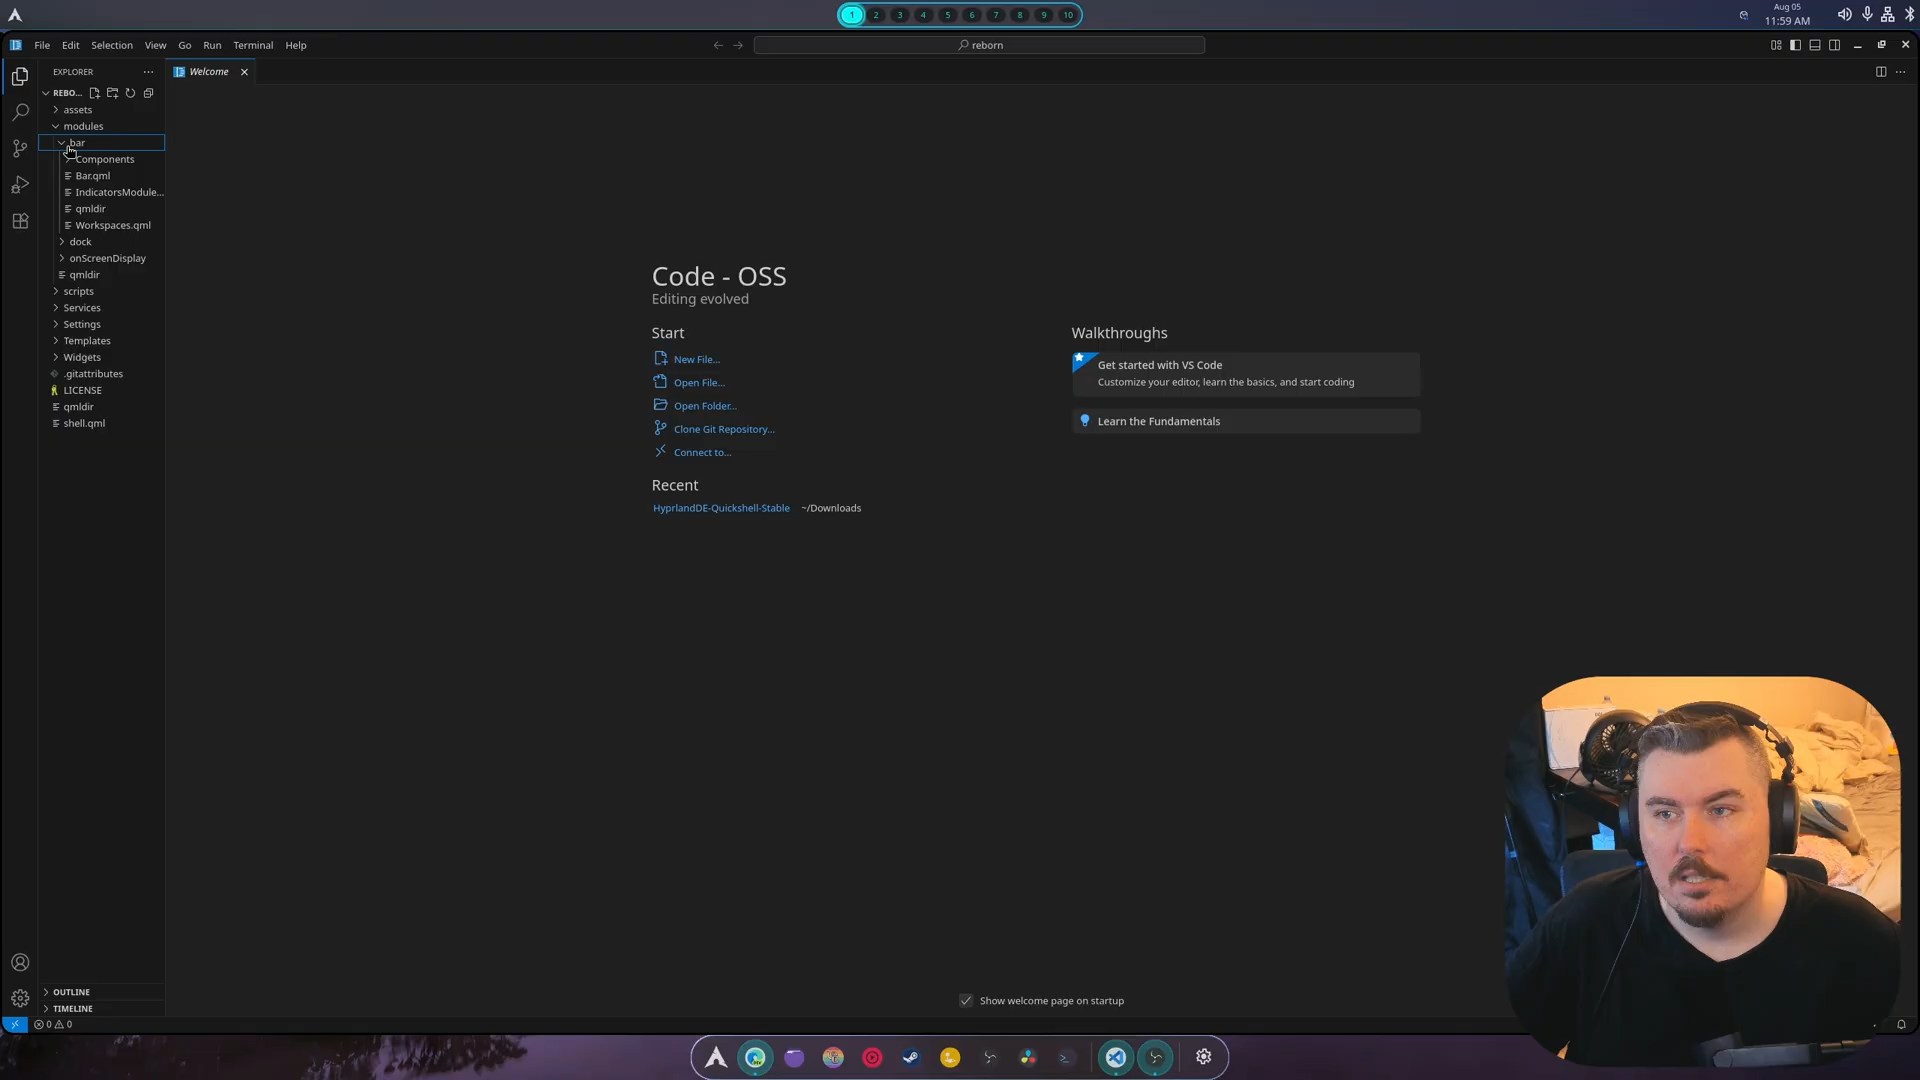 1 2 3 4 5 6 7 8 9 10
Aug 05
11:59 AM
File Edit Selection View Go Run Terminal Help
reborn
EXPLORER
Welcome
REBO...
assets
modules
bar
Components
Bar.qml
IndicatorsModule...
qmldir
Workspaces.qml
dock
onScreenDisplay
qmldir
scripts
Services
Settings
Templates
Widgets
.gitattributes
LICENSE
qmldir
shell.qml
Code - OSS
Editing evolved
Start
New File...
Open File...
Open Folder...
Clone Git Repository...
Connect to...
Recent
HyprlandDE-Quickshell-Stable ~/Downloads
Walkthroughs
Get started with VS Code
Customize your editor, learn the basics, and start coding
Learn the Fundamentals
Show welcome page on startup
OUTLINE
TIMELINE
0 0